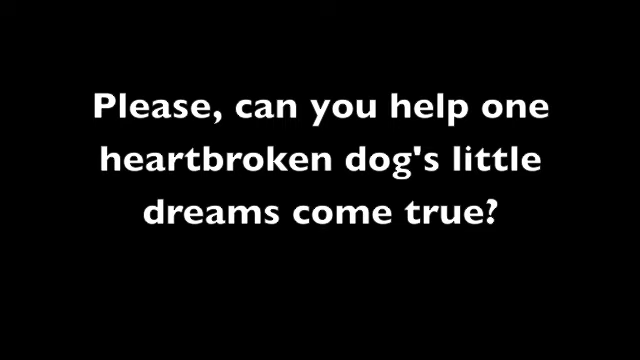 Please, can you help one
heartbroken dog's little
dreams come true?